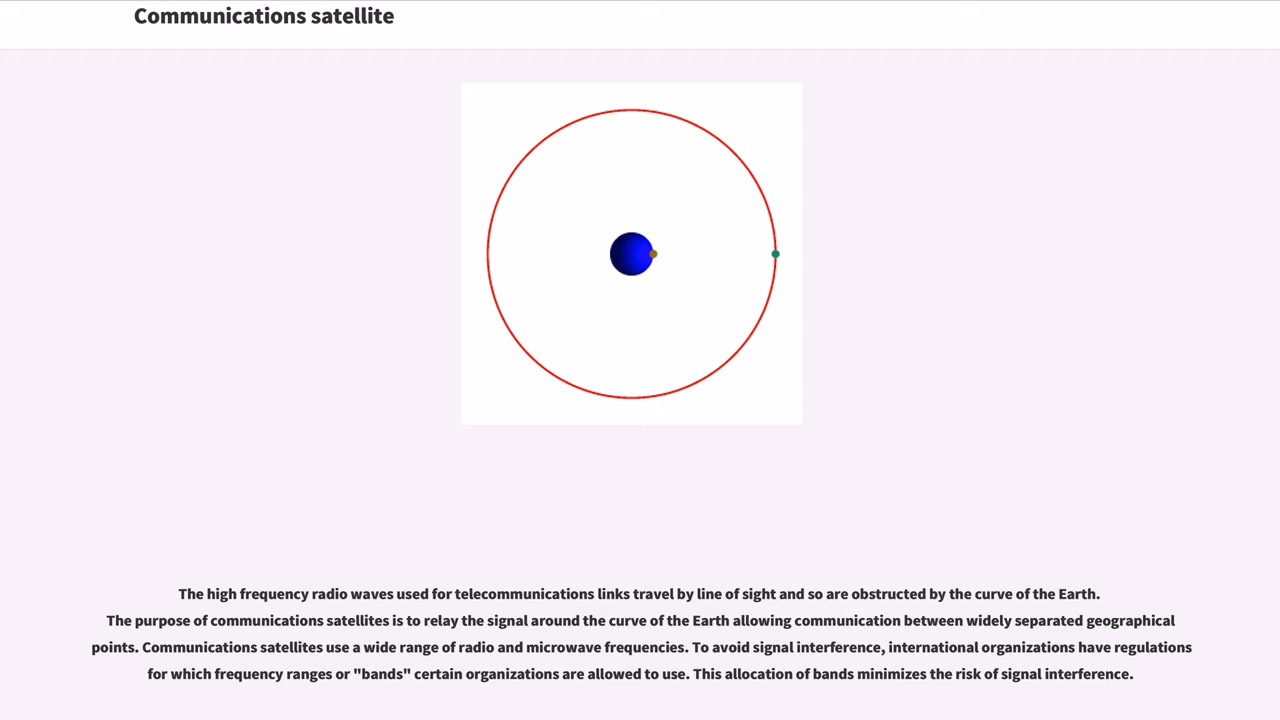 Communications satellite
The high frequency radio waves used for telecommunications links travel by line of sight and so are obstructed by the curve of the Earth.
The purpose of communications satellites is to relay the signal around the curve of the Earth allowing communication between widely separated geographical
points. Communications satellites use a wide range of radio and microwave frequencies. To avoid signal interference, international organizations have regulations
for which frequency ranges or "bands" certain organizations are allowed to use. This allocation of bands minimizes the risk of signal interference.